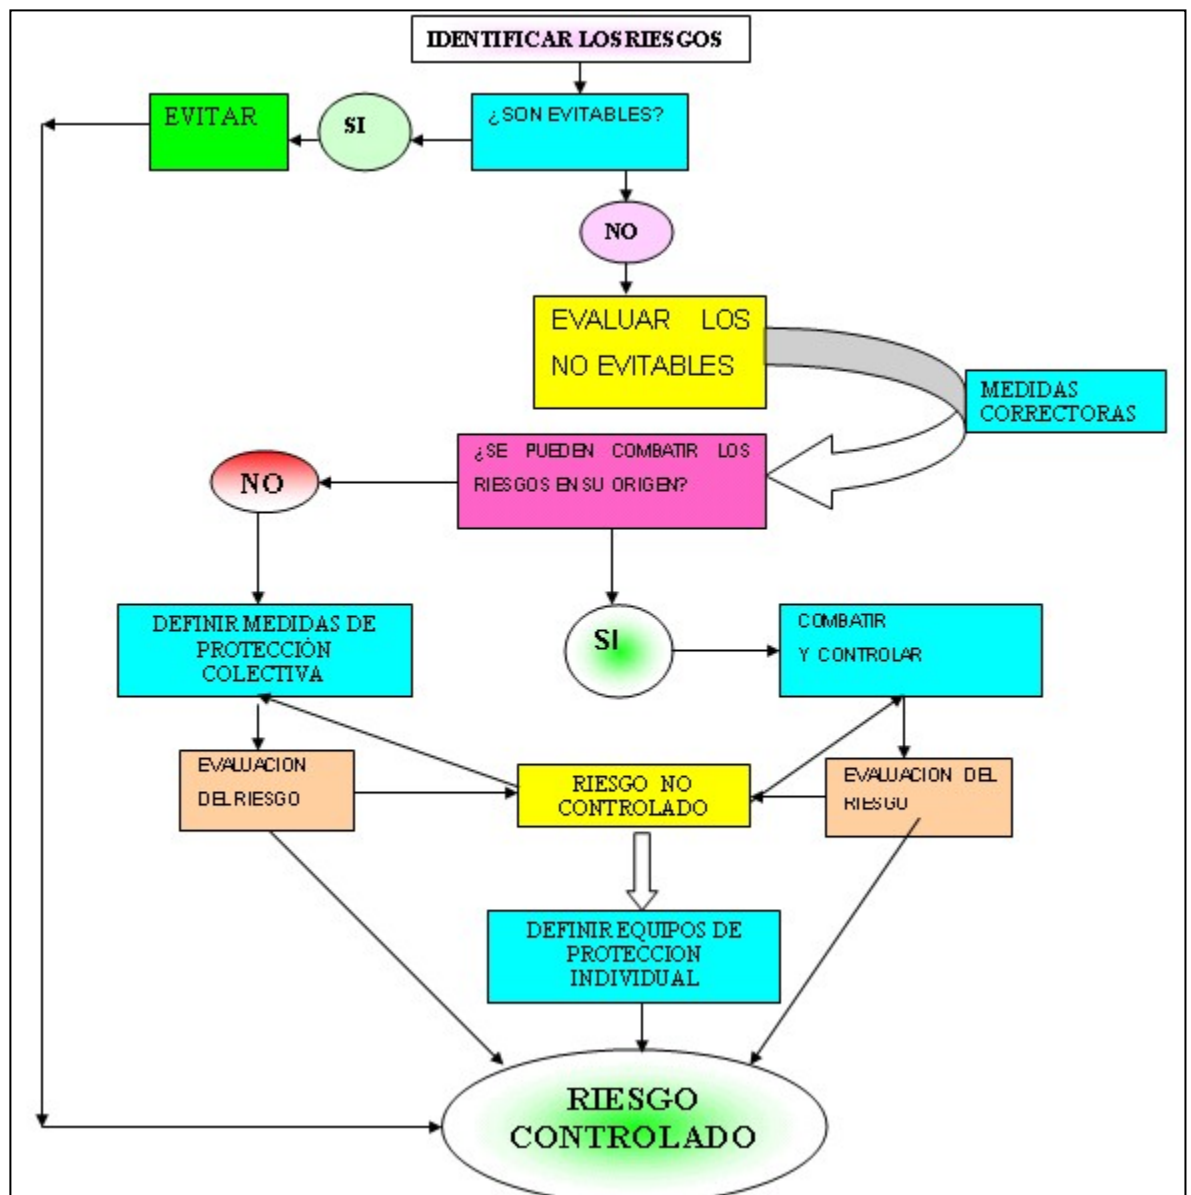 IDENTIFICAR LOS RIESGOS
EVITAR
SI
¿SON EVITABLES?
NO
EVALUAR LOS
NO EVITABLES
MEDIDAS
CORRECTORAS
¿SE PUEDEN COMBATIR LOS
RIESGOS EN SU ORIGEN?
NO
DEFINIR MEDIDAS DE
PROTECCIÓN
COLECTIVA
SI
COMBATIR
Y CONTROLAR
EVALUACION
DEL RIESGO
RIESGO NO
CONTROLADO
EVALUACION DEL
RIESGO
DEFINIR EQUIPOS DE
PROTECCION
INDIVIDUAL
RIESGO
CONTROLADO